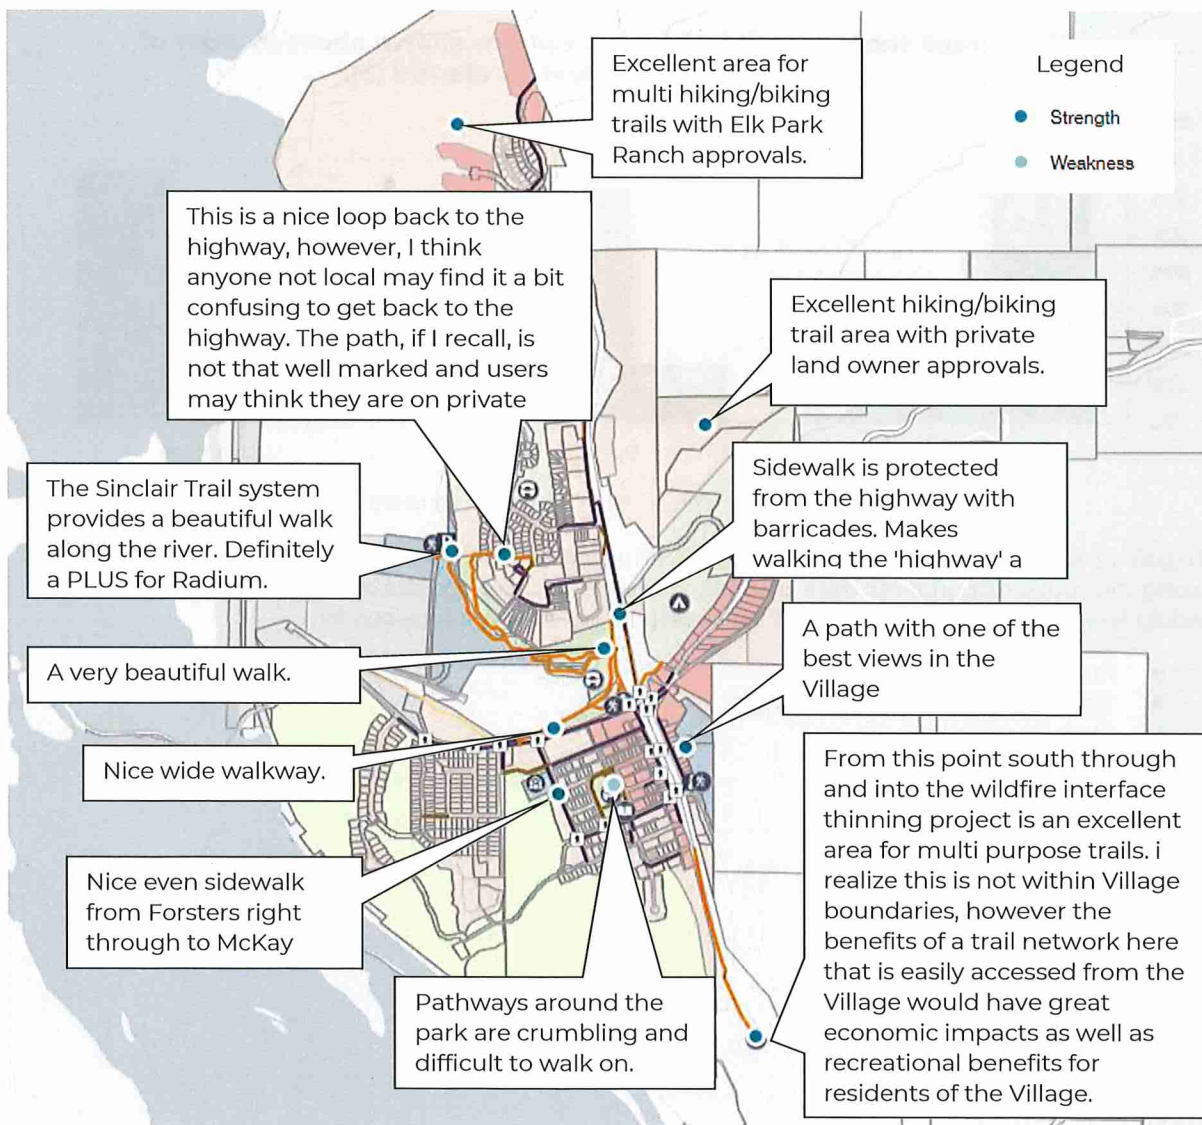 Excellent area for
multi hiking/biking
trails with Elk Park
Ranch approvals.
Legend
Strength
Weakness
This is a nice loop back to the
highway, however, I think
anyone not local may find it a bit
confusing to get back to the
highway. The path, if I recall, is
not that well marked and users
may think they are on private
Excellent hiking/biking
trail area with private
land owner approvals.
The Sinclair Trail system
provides a beautiful walk
along the river. Definitely
a PLUS for Radium.
Sidewalk is protected
from the highway with
barricades. Makes
walking the 'highway' a
A very beautiful walk.
A path with one of the
best views in the
Village
Nice wide walkway.
From this point south through
and into the wildfire interface
thinning project is an excellent
area for multi purpose trails. i
realize this is not within Village
boundaries, however the
benefits of a trail network here
that is easily accessed from the
Village would have great
economic impacts as well as
recreational benefits for
residents of the Village.
Nice even sidewalk
from Forsters right
through to McKay
Pathways around the
park are crumbling and
difficult to walk on.